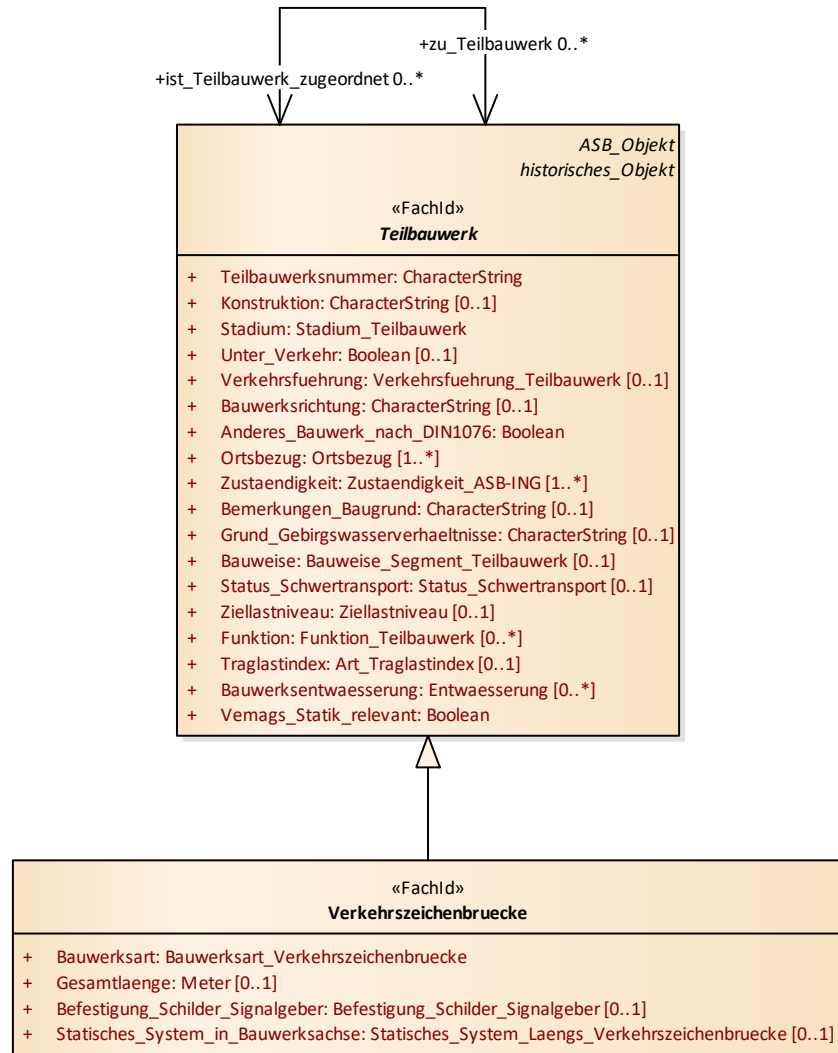 +zu_Teilbauwerk 0..*
+ist_Teilbauwerk_zugeordnet 0..*
ASB_Objekt
historisches_Objekt
«FachId»
Teilbauwerk
+ Teilbauwerksnummer: CharacterString
+ Konstruktion: CharacterString [0..1]
+ Stadium: Stadium_Teilbauwerk
+ Unter_Verkehr: Boolean [0..1]
+ Verkehrsfuehrung: Verkehrsfuehrung_Teilbauwerk [0..1]
+ Bauwerksrichtung: CharacterString [0..1]
+ Anderes_Bauwerk_nach_DIN1076: Boolean
+ Ortsbezug: Ortsbezug [1..*]
+ Zustaendigkeit: Zustaendigkeit_ASB-ING [1..*]
+ Bemerkungen_Baugrund: CharacterString [0..1]
+ Grund_Gebirgswasserverhaeltnisse: CharacterString [0..1]
+ Bauweise: Bauweise_Segment_Teilbauwerk [0..1]
+ Status_Schwertransport: Status_Schwertransport [0..1]
+ Ziellastniveau: Ziellastniveau [0..1]
+ Funktion: Funktion_Teilbauwerk [0..*]
+ Traglastindex: Art_Traglastindex [0..1]
+ Bauwerksentwaesserung: Entwaesserung [0..*]
+ Vemags_Statik_relevant: Boolean
«FachId»
Verkehrszeichenbruecke
+ Bauwerksart: Bauwerksart_Verkehrszeichenbruecke
+ Gesamtlaenge: Meter [0..1]
+ Befestigung_Schilder_Signalgeber: Befestigung_Schilder_Signalgeber [0..1]
+ Statisches_System_in_Bauwerksachse: Statisches_System_Laengs_Verkehrszeichenbruecke [0..1]